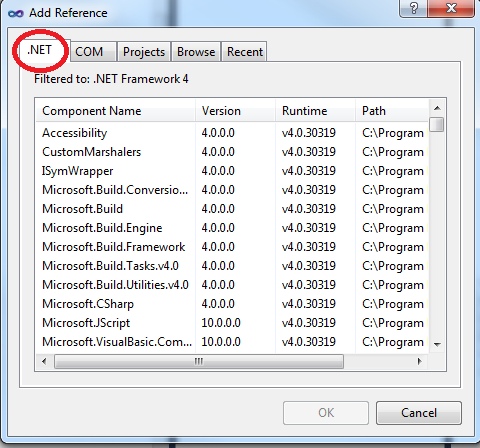 Add Reference
.NET COM Projects Browse Recent
Filtered to: .NET Framework 4
Component Name Version Runtime Path
Accessibility 4.0.0.0 v4.0.30319 C:\Program
CustomMarshalers 4.0.0.0 v4.0.30319 C:\Program
ISymWrapper 4.0.0.0 v4.0.30319 C:\Program
Microsoft.Build.Conversio... 4.0.0.0 v4.0.30319 C:\Program
Microsoft.Build 4.0.0.0 v4.0.30319 C:\Program
Microsoft.Build.Engine 4.0.0.0 v4.0.30319 C:\Program
Microsoft.Build.Framework 4.0.0.0 v4.0.30319 C:\Program
Microsoft.Build.Tasks.v4.0 4.0.0.0 v4.0.30319 C:\Program
Microsoft.Build.Utilities.v4.0 4.0.0.0 v4.0.30319 C:\Program
Microsoft.CSharp 4.0.0.0 v4.0.30319 C:\Program
Microsoft.JScript 10.0.0.0 v4.0.30319 C:\Program
Microsoft.VisualBasic.Com... 10.0.0.0 v4.0.30319 C:\Program
OK Cancel